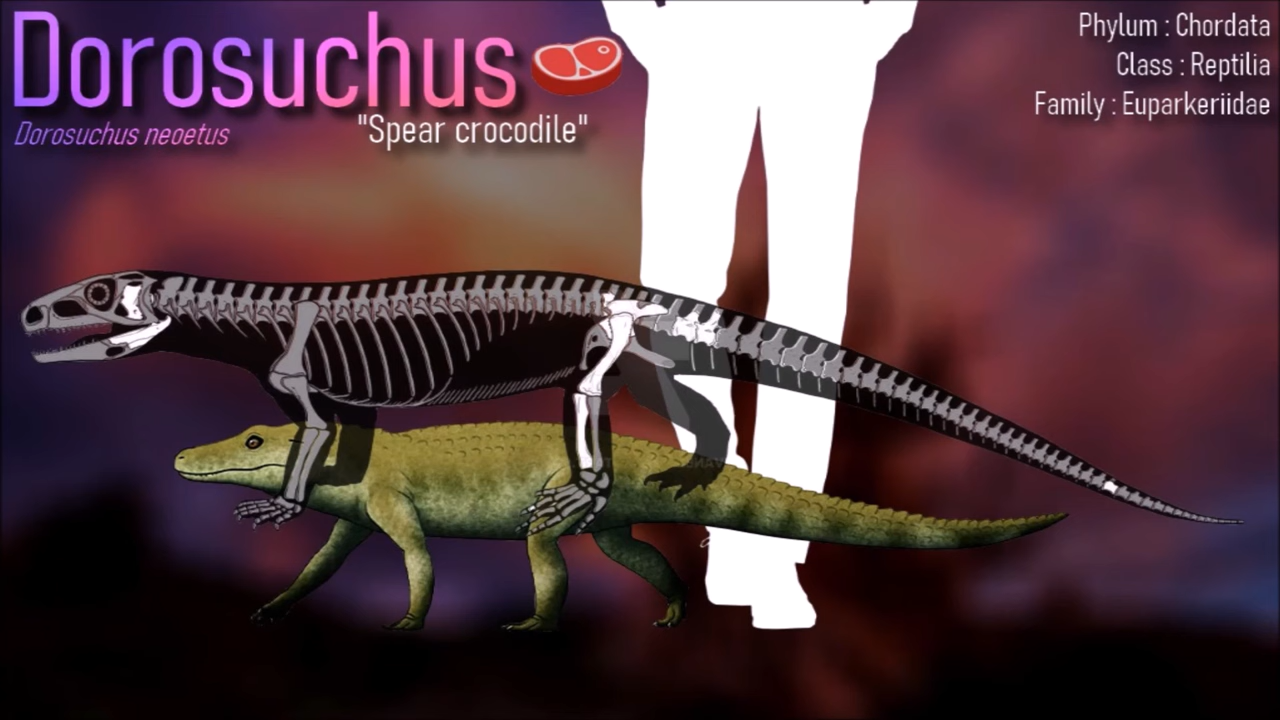 Dorosuchus
Dorosuchus neoetus
"Spear crocodile"
Phylum : Chordata
Class : Reptilia
Family : Euparkeriidae